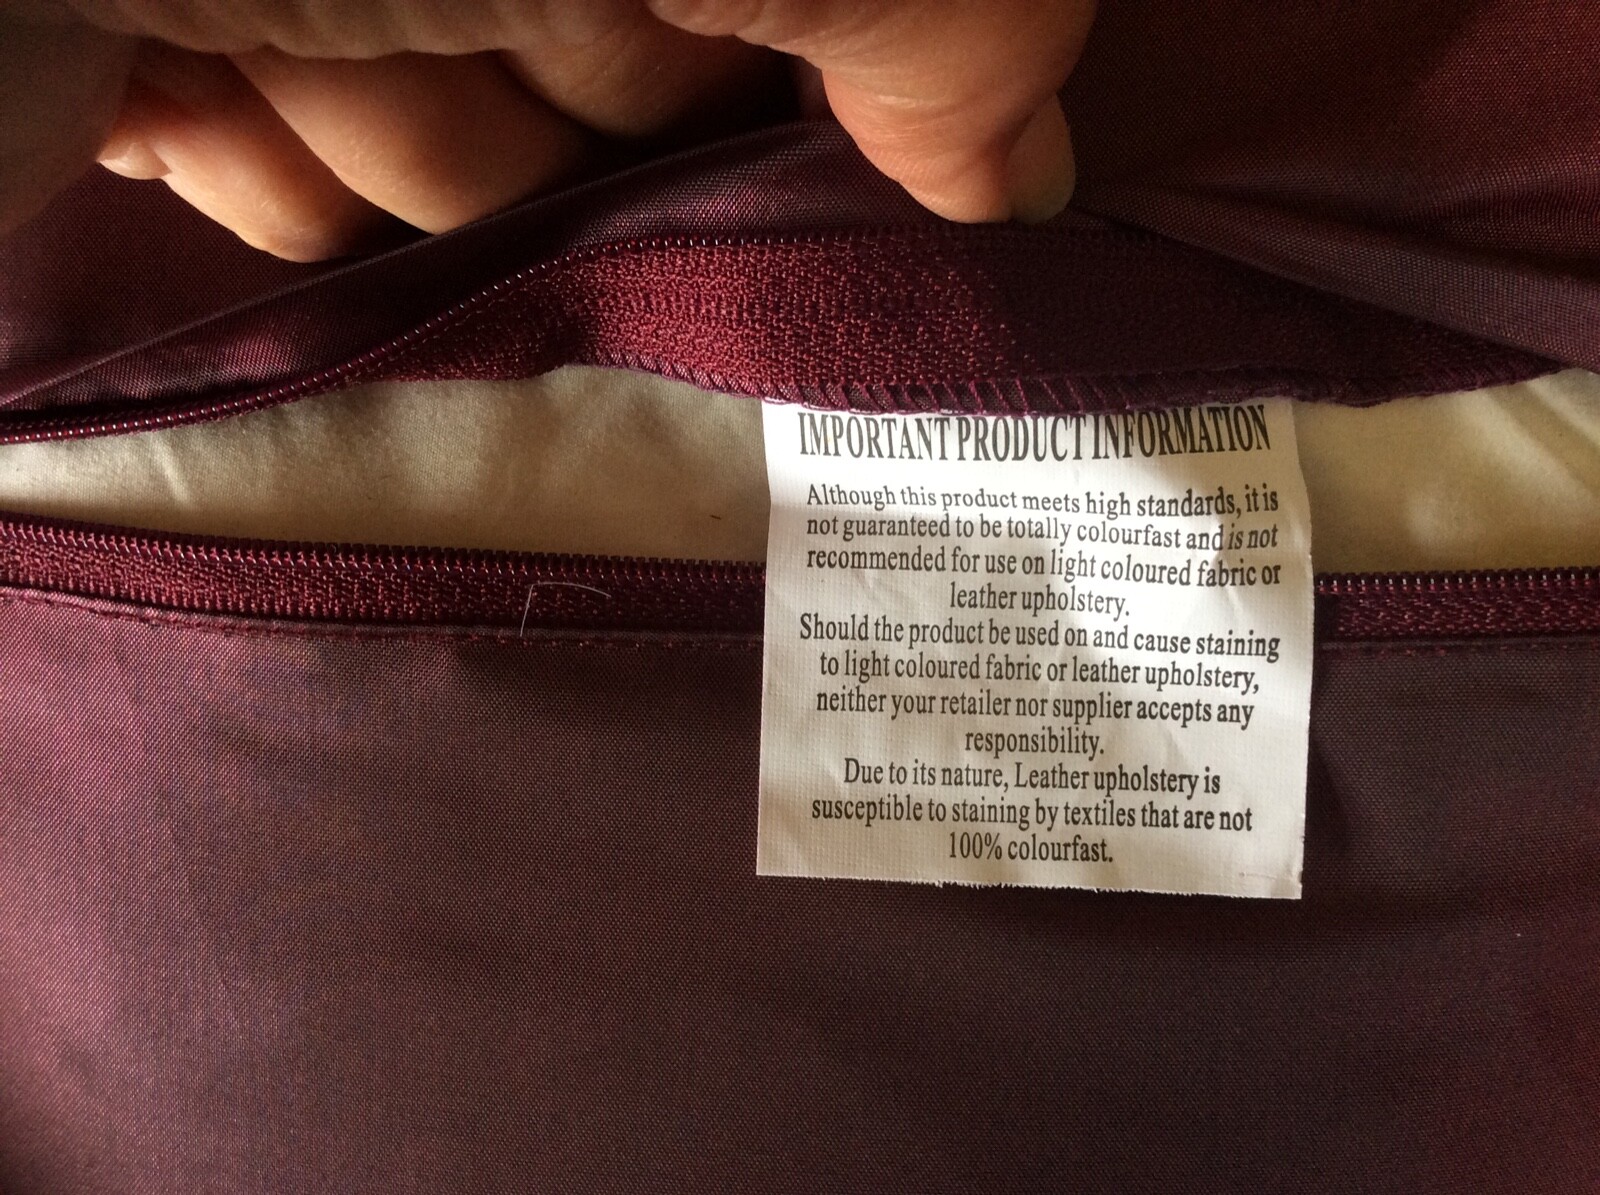 IMPORTANT PRODUCT INFORMATION
Although this product meets high standards, it is
not guaranteed to be totally colourfast and is not
recommended for use on light coloured fabric or
leather upholstery.
Should the product be used on and cause staining
to light coloured fabric or leather upholstery,
neither your retailer nor supplier accepts any
responsibility.
Due to its nature, Leather upholstery is
susceptible to staining by textiles that are not
100% colourfast.